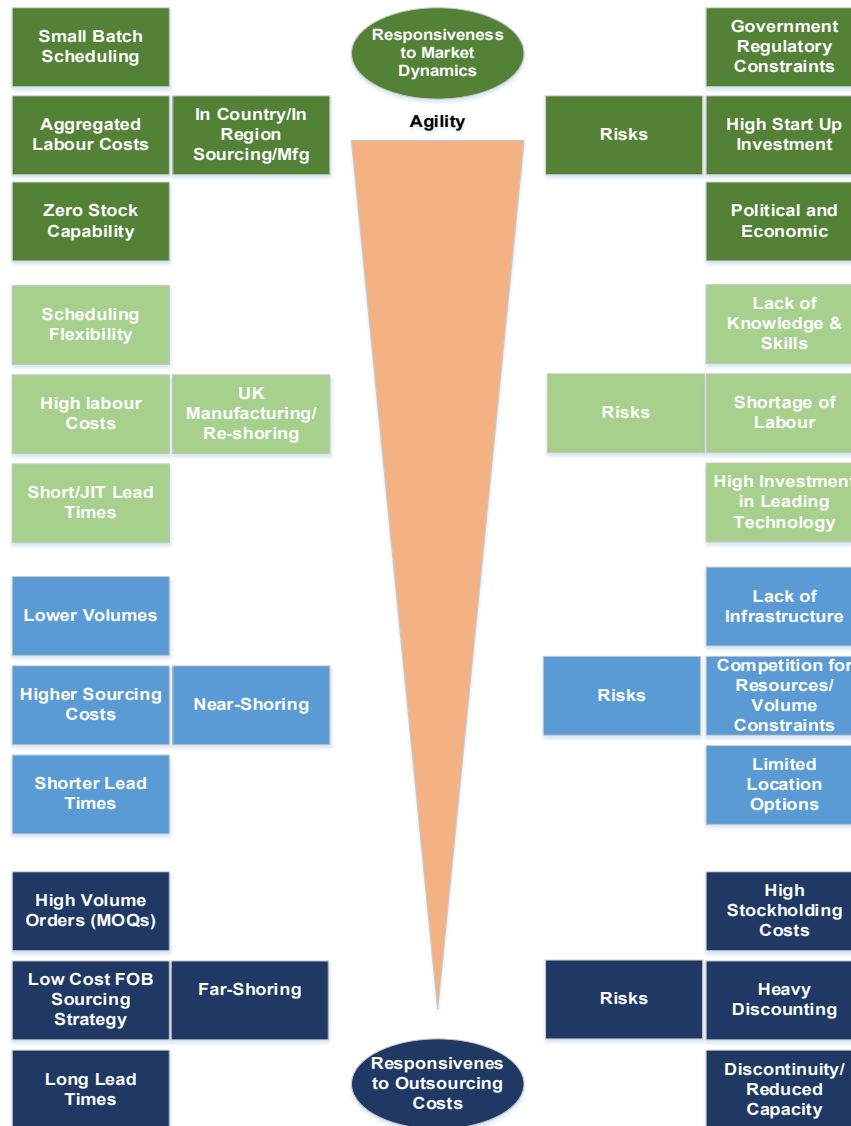 Small Batch
Scheduling
Responsiveness
to Market
Dynamics
Government
Regulatory
Constraints
Agility
Aggregated
Labour Costs
In Country/In
Region
Sourcing/Mfg
Risks
High Start Up
Investment
Zero Stock
Capability
Political and
Economic
Scheduling
Flexibility
Lack of
Knowledge &
Skills
High labour
Costs
UK
Manufacturing/
Re-shoring
Risks
Shortage of
Labour
Short/JIT Lead
Times
High Investment
in Leading
Technology
Lower Volumes
Lack of
Infrastructure
Higher Sourcing
Costs
Near-Shoring
Risks
Competition for
Resources/
Volume
Constraints
Shorter Lead
Times
Limited
Location
Options
High Volume
Orders (MOQs)
High
Stockholding
Costs
Low Cost FOB
Sourcing
Strategy
Far-Shoring
Risks
Heavy
Discounting
Long Lead
Times
Responsivenes
to Outsourcing
Costs
Discontinuity/
Reduced
Capacity